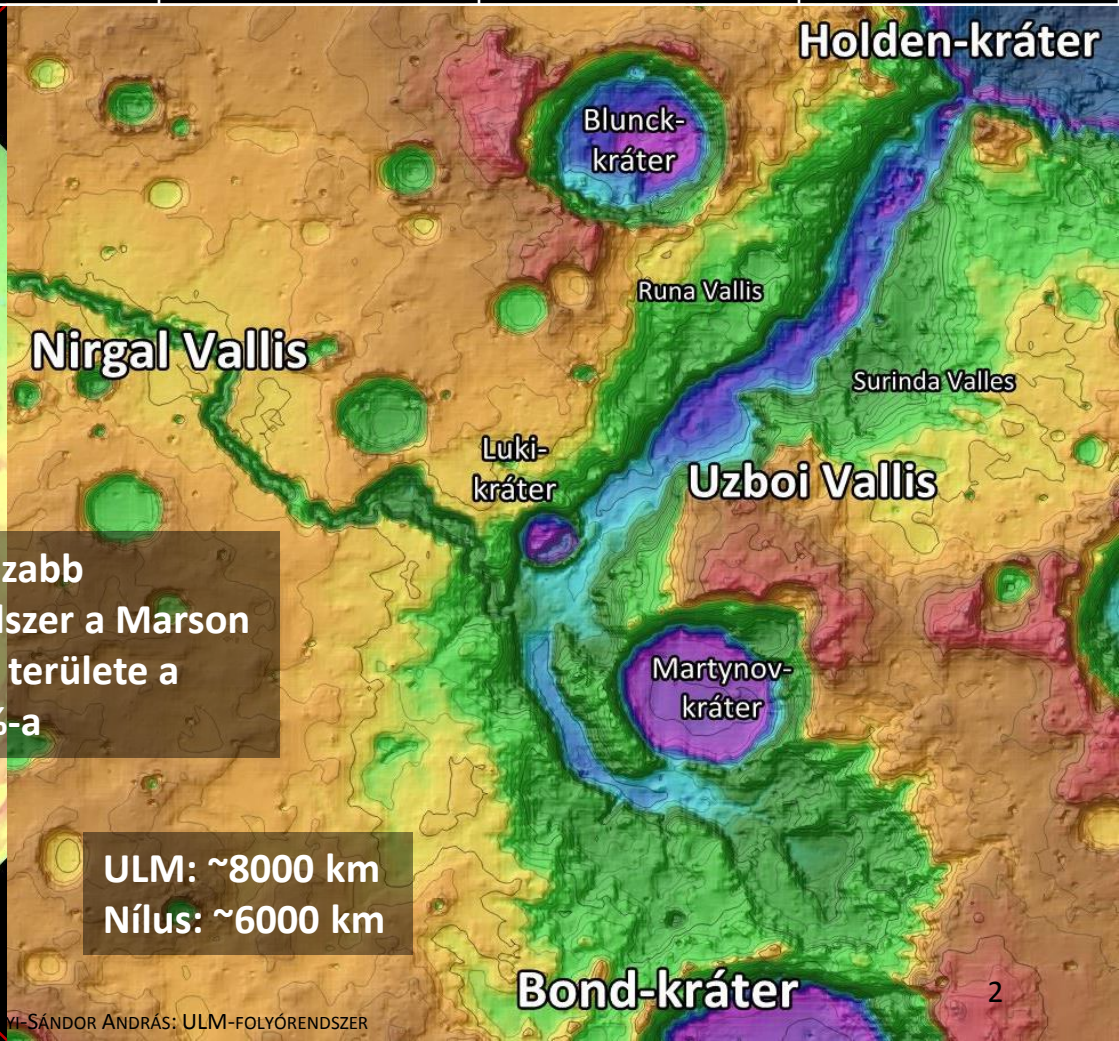 Holden-kráter
Blunck-
kráter
Runa Vallis
Nirgal Vallis
Surinda Valles
Luki-
kráter
Uzboi Vallis
dszer a Marson
területe a
Martynov-
kráter
ULM: ~8000 km
Nílus: ~6000 km
Bond-kráter
2
-SÁNDOR ANDRÁS: ULM-FOLYÓRENDSZER